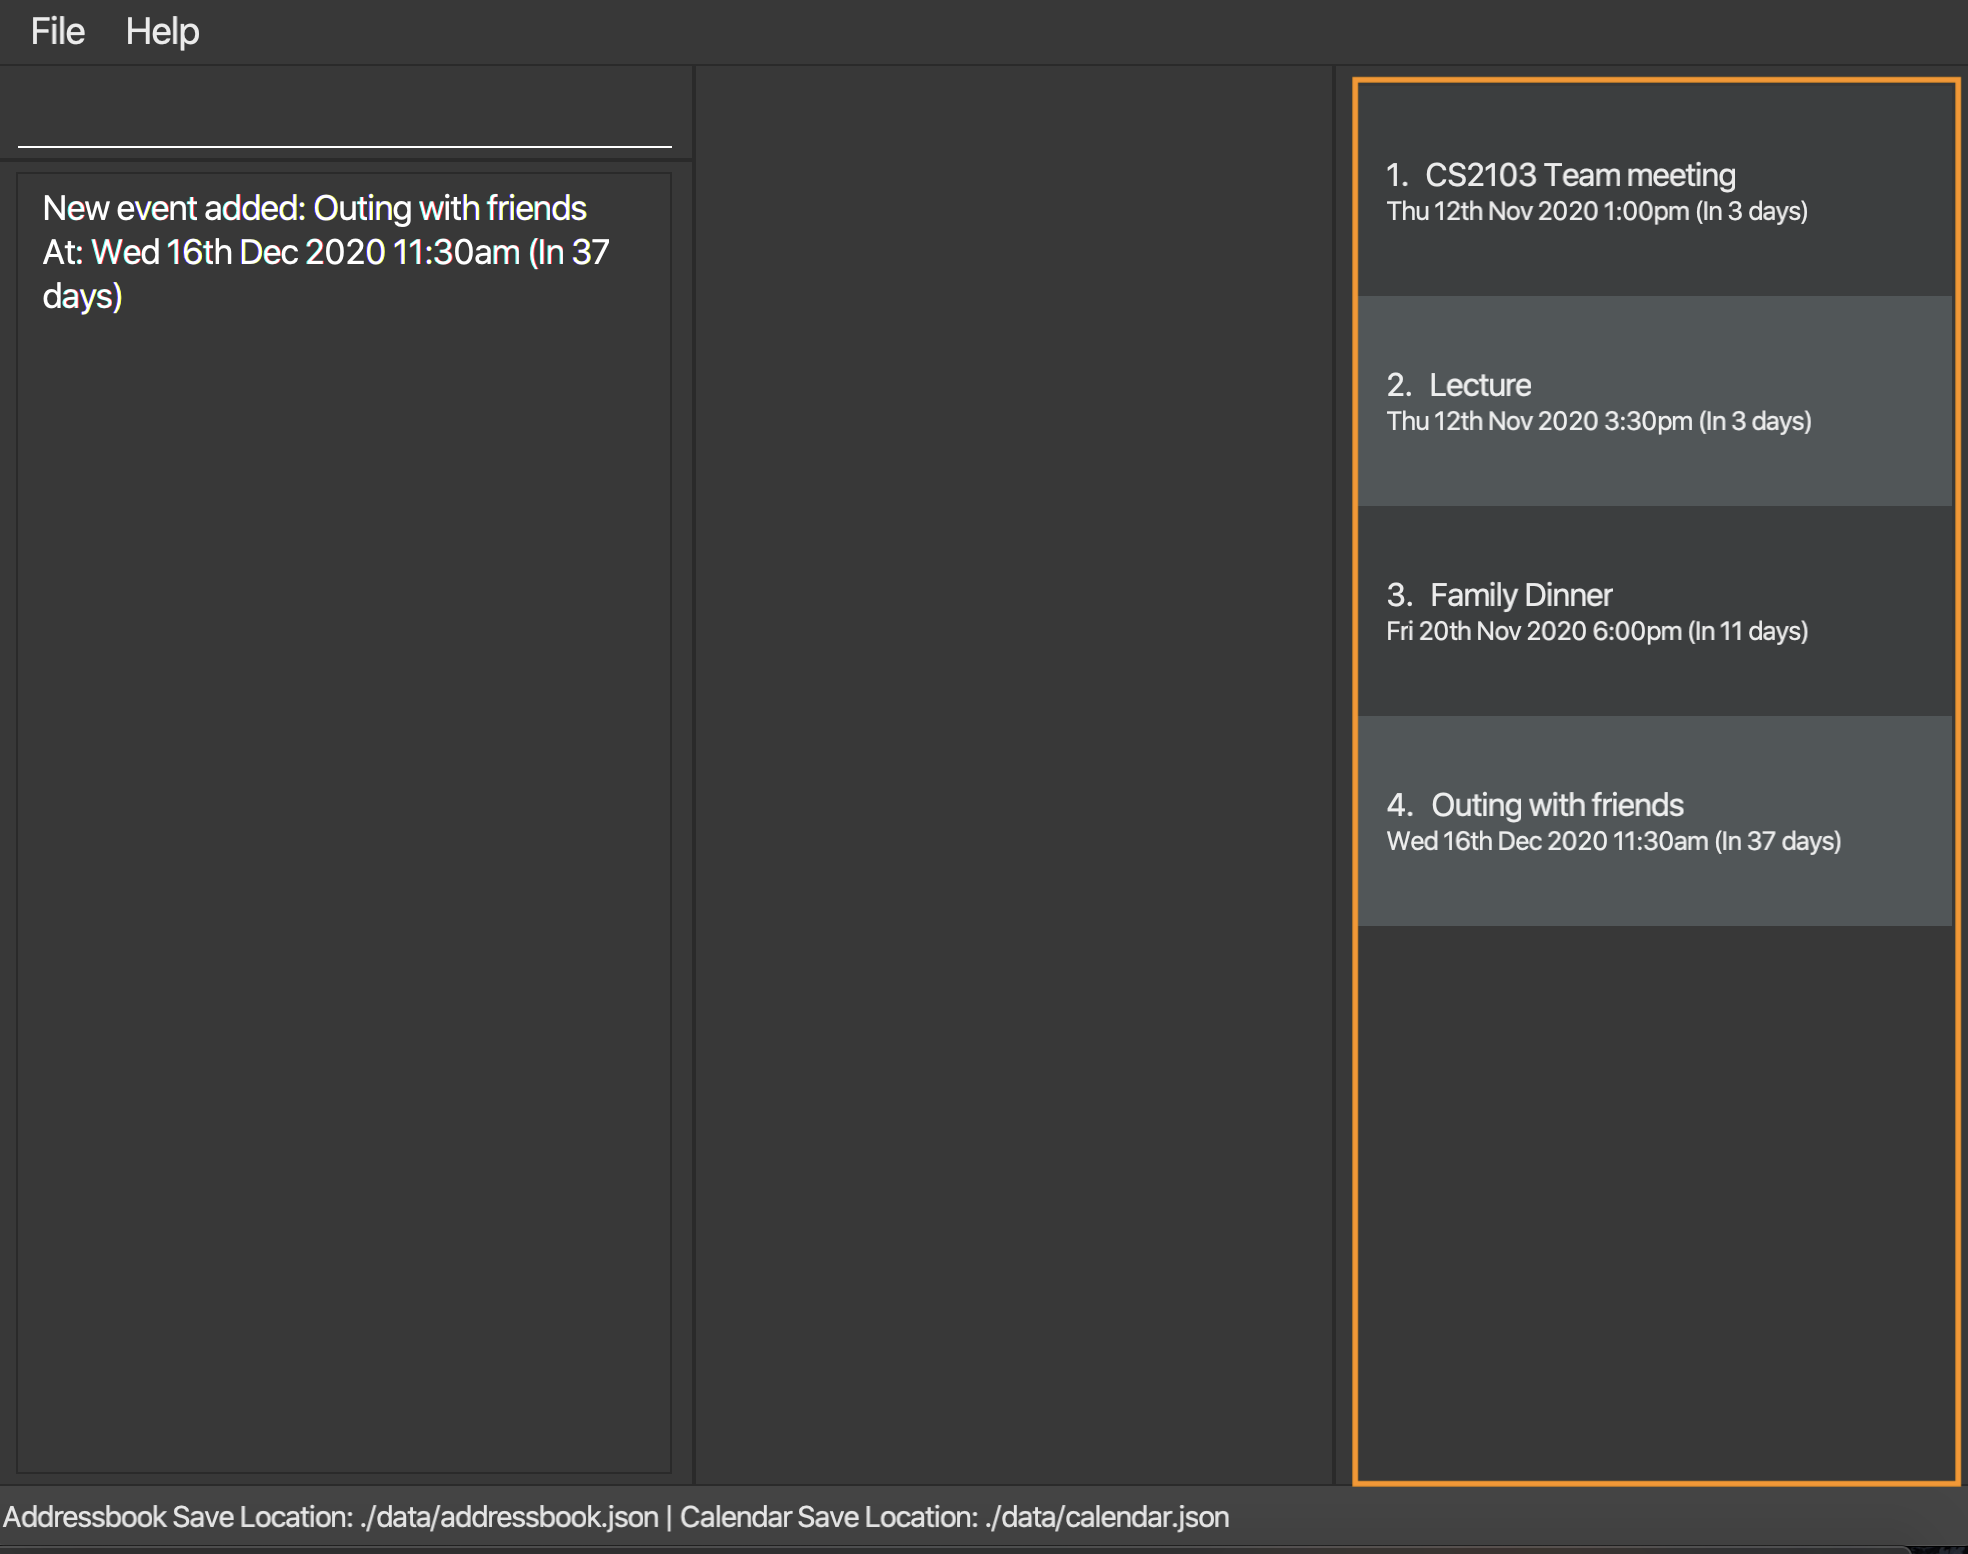 File Help
New event added: Outing with friends
At: Wed 16th Dec 2020 11:30am (In 37
days)
1. CS2103 Team meeting
Thu 12th Nov 2020 1:00pm (In 3 days)
2. Lecture
Thu 12th Nov 2020 3:30pm (In 3 days)
3. Family Dinner
Fri 20th Nov 2020 6:00pm (In 11 days)
4. Outing with friends
Wed 16th Dec 2020 11:30am (In 37 days)
Addressbook Save Location: ./data/addressbook.json | Calendar Save Location: ./data/calendar.json